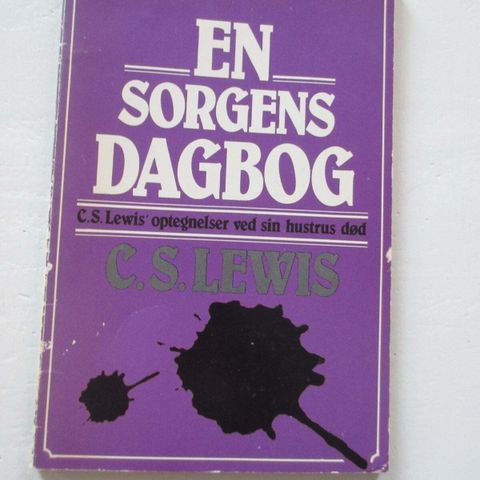 EN
SORGENS
DAGBOG
C.S. Lewis' optegnelser ved sin hustrus død
C.S. LEWIS